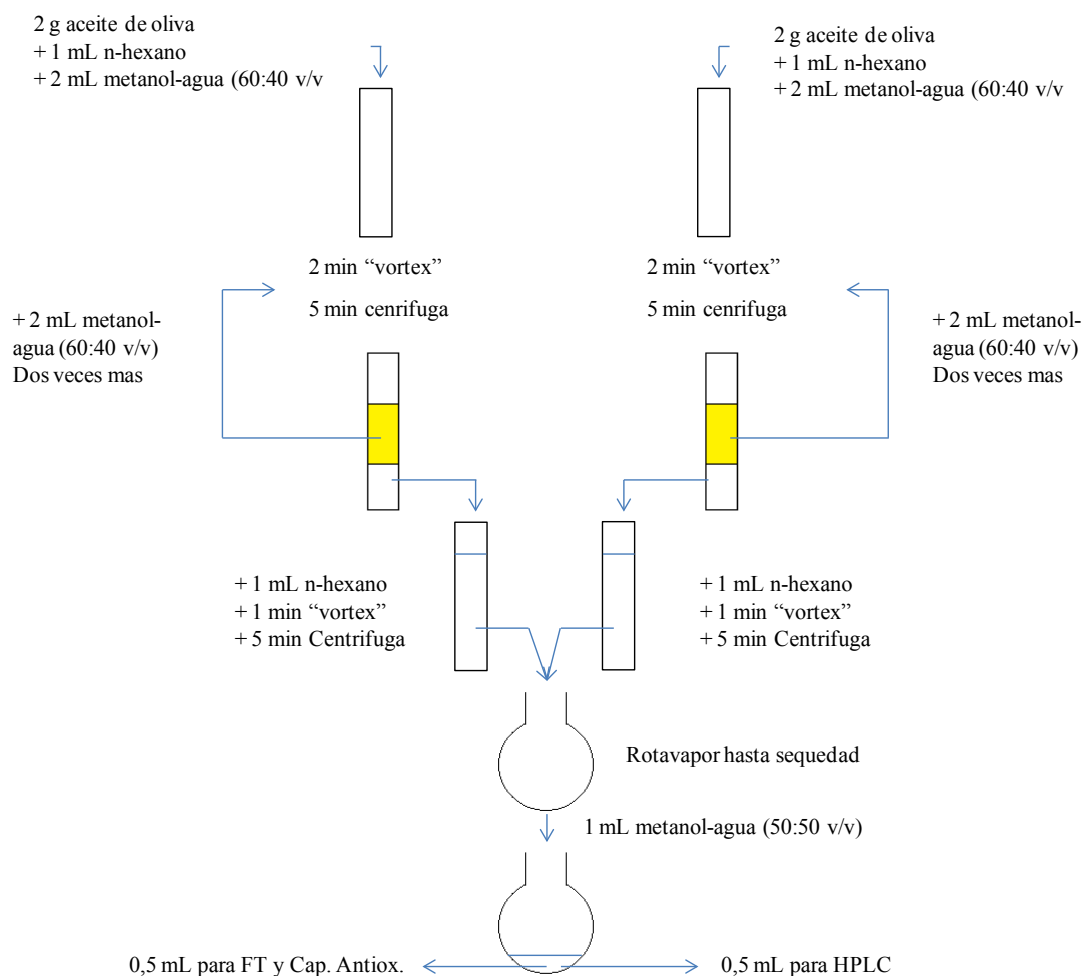 2 g aceite de oliva
+ 1 mL n-hexano
+ 2 mL metanol-agua (60:40 v/v
2 g aceite de oliva
+ 1 mL n-hexano
+ 2 mL metanol-agua (60:40 v/v
2 min “vortex”
5 min cenrifuga
2 min “vortex”
5 min cenrifuga
+ 2 mL metanol-
agua (60:40 v/v)
Dos veces mas
+ 2 mL metanol-
agua (60:40 v/v)
Dos veces mas
+ 1 mL n-hexano
+ 1 min “vortex”
+ 5 min Centrifuga
+ 1 mL n-hexano
+ 1 min “vortex”
+ 5 min Centrifuga
Rotavapor hasta sequedad
1 mL metanol-agua (50:50 v/v)
0,5 mL para FT y Cap. Antiox.
0,5 mL para HPLC